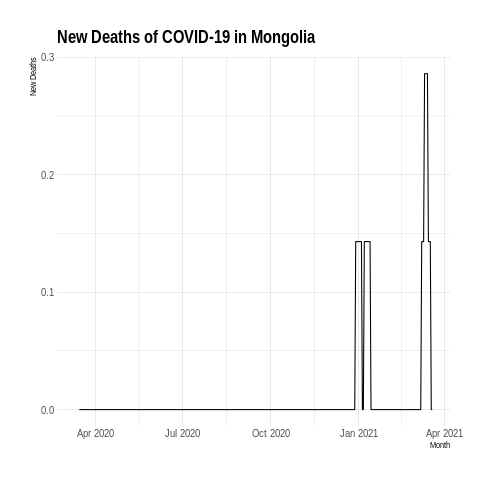 New Deaths of COVID-19 in Mongolia
New Deaths
0.3
0.2
0.1
0.0
Apr 2020 Jul 2020 Oct 2020 Jan 2021 Apr 2021
Month